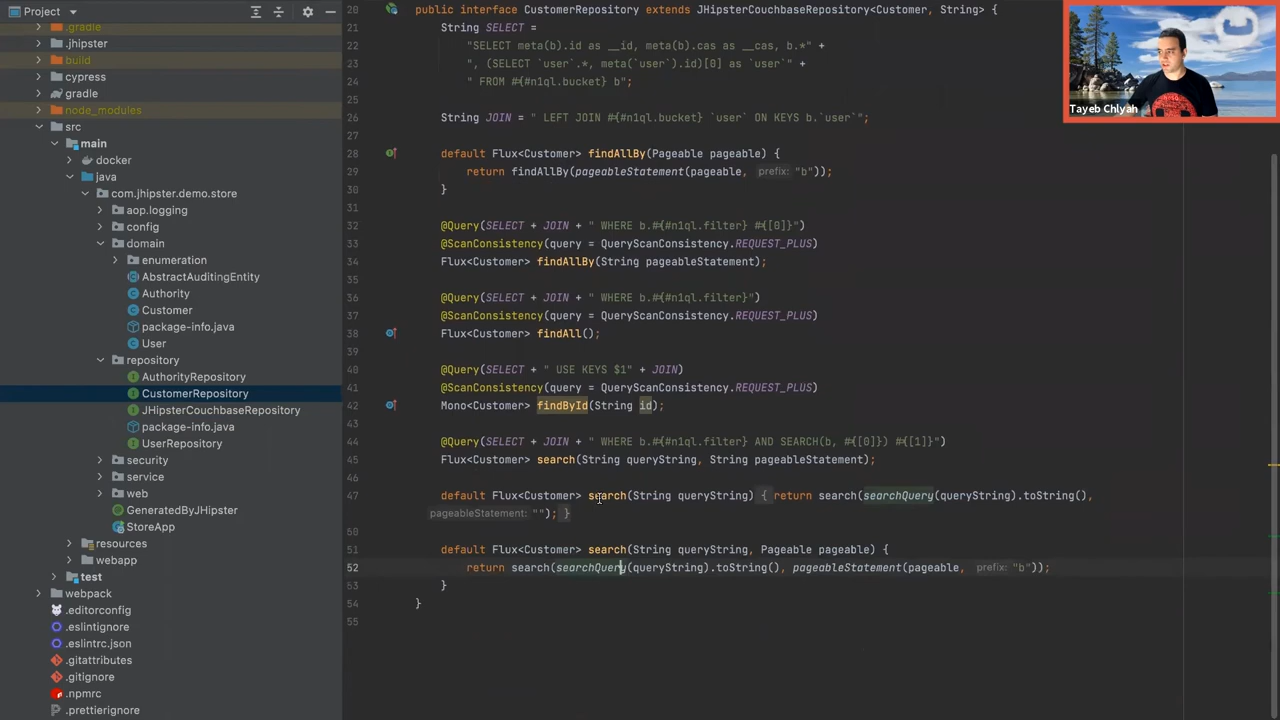 Project
.gradle
.jhipster
build
cypress
gradle
node_modules
src
main
docker
java
com.jhipster.demo.store
aop.logging
config
domain
enumeration
AbstractAuditingEntity
Authority
Customer
package-info.java
User
repository
AuthorityRepository
CustomerRepository
JHipsterCouchbaseRepository
package-info.java
UserRepository
security
service
web
GeneratedByJHipster
StoreApp
resources
webapp
test
webpack
.editorconfig
.eslintignore
.eslintrc.json
.gitattributes
.gitignore
.npmrc
.prettierignore
20 public interface CustomerRepository extends JHipsterCouchbaseRepository<Customer, String> {
21 String SELECT =
22 "SELECT meta(b).id as __id, meta(b).cas as __cas, b.*" +
23 ", (SELECT `user`.*, meta(`user`).id)[0] as `user`" +
24 " FROM #{#n1ql.bucket} b";
25
26 String JOIN = " LEFT JOIN #{#n1ql.bucket} `user` ON KEYS b.`user`";
27
28 default Flux<Customer> findAllBy(Pageable pageable) {
29 return findAllBy(pageableStatement(pageable, prefix: "b"));
30 }
31
32 @Query(SELECT + JOIN + " WHERE b.#{#n1ql.filter} #{[0]}")
33 @ScanConsistency(query = QueryScanConsistency.REQUEST_PLUS)
34 Flux<Customer> findAllBy(String pageableStatement);
35
36 @Query(SELECT + JOIN + " WHERE b.#{#n1ql.filter}")
37 @ScanConsistency(query = QueryScanConsistency.REQUEST_PLUS)
38 Flux<Customer> findAll();
39
40 @Query(SELECT + " USE KEYS $1" + JOIN)
41 @ScanConsistency(query = QueryScanConsistency.REQUEST_PLUS)
42 Mono<Customer> findById(String id);
43
44 @Query(SELECT + JOIN + " WHERE b.#{#n1ql.filter} AND SEARCH(b, #{[0]}) #{[1]}")
45 Flux<Customer> search(String queryString, String pageableStatement);
46
47 default Flux<Customer> search(String queryString) { return search(searchQuery(queryString).toString(),
pageableStatement: ""); }
50
51 default Flux<Customer> search(String queryString, Pageable pageable) {
52 return search(searchQuery(queryString).toString(), pageableStatement(pageable, prefix: "b"));
53 }
54 }
55
Tayeb Chlyah